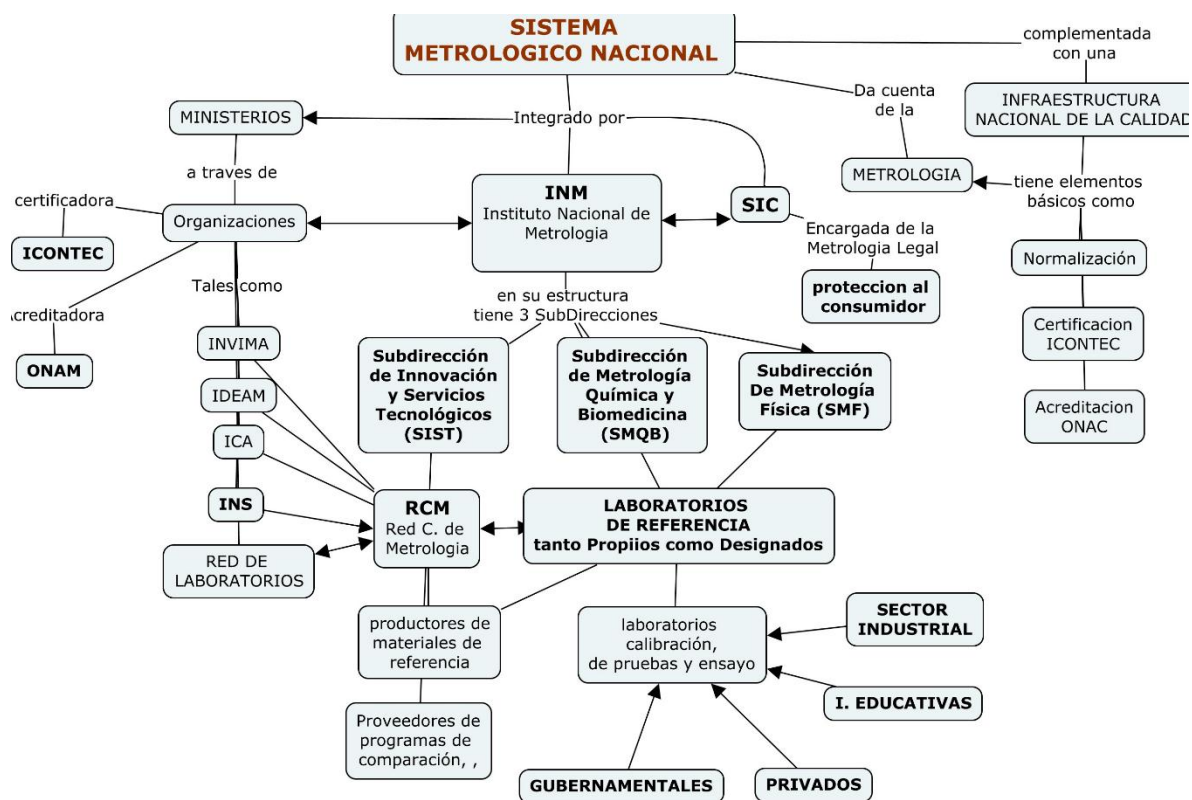 SISTEMA
METROLOGICO NACIONAL
complementada
con una
Da cuenta
de la
INFRAESTRUCTURA
NACIONAL DE LA CALIDAD
MINISTERIOS
Integrado por
a traves de
METROLOGIA
tiene elementos
básicos como
certificadora
Organizaciones
INM
Instituto Nacional de
Metrologia
SIC
ICONTEC
Encargada de la
Metrologia Legal
Normalización
Tales como
en su estructura
tiene 3 SubDirecciones
proteccion al
consumidor
creditadora
ONAM
INVIMA
Certificacion
ICONTEC
Subdirección
de Innovación
y Servicios
Tecnológicos
(SIST)
Subdirección
de Metrología
Química y
Biomedicina
(SMQB)
Subdirección
De Metrología
Física (SMF)
IDEAM
Acreditacion
ONAC
ICA
INS
RCM
Red C. de
Metrologia
LABORATORIOS
DE REFERENCIA
tanto Propiios como Designados
RED DE
LABORATORIOS
productores de
materiales de
referencia
laboratorios
calibración,
de pruebas y ensayo
SECTOR
INDUSTRIAL
I. EDUCATIVAS
Proveedores de
programas de
comparación, ,
GUBERNAMENTALES
PRIVADOS